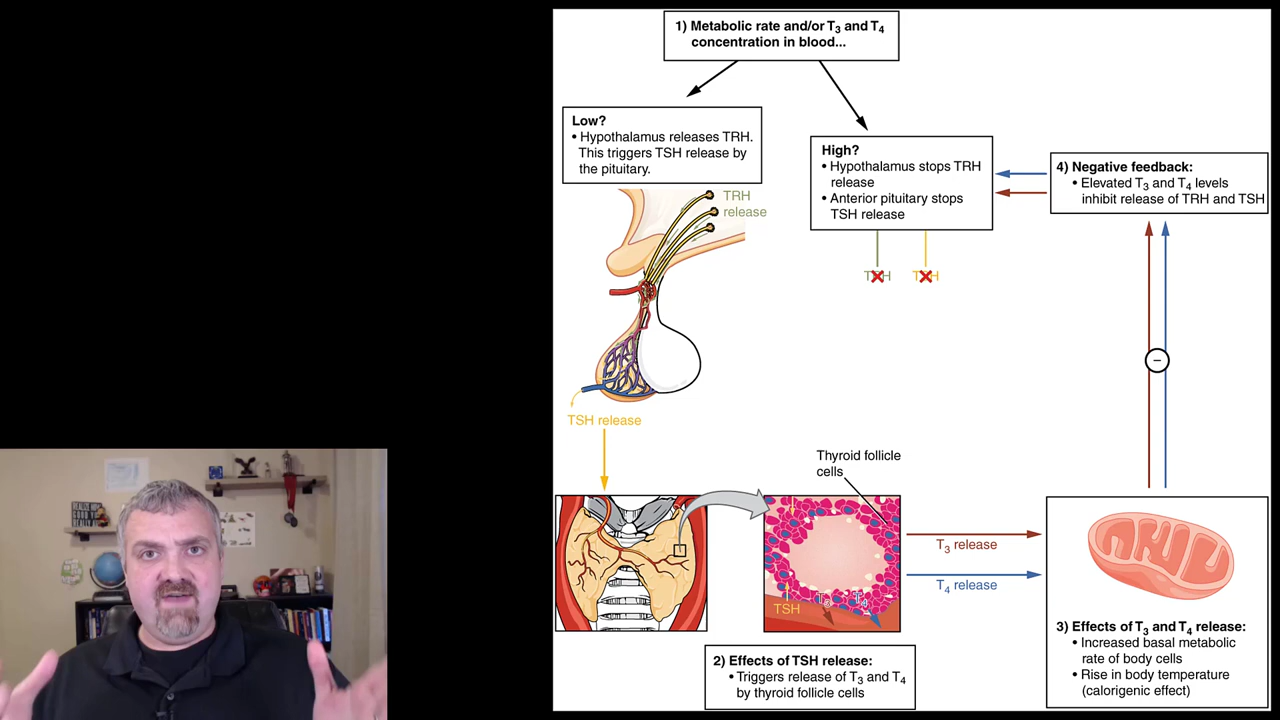 1) Metabolic rate and/or T₃ and T₄
concentration in blood...
Low?
• Hypothalamus releases TRH.
This triggers TSH release by
the pituitary.
High?
• Hypothalamus stops TRH
release
• Anterior pituitary stops
TSH release
4) Negative feedback:
• Elevated T₃ and T₄ levels
inhibit release of TRH and TSH
TRH
release
TSH release
–
Thyroid follicle
cells
T₃ release
T₄ release
TSH
T₃
T₄
2) Effects of TSH release:
• Triggers release of T₃ and T₄
by thyroid follicle cells
3) Effects of T₃ and T₄ release:
• Increased basal metabolic
rate of body cells
• Rise in body temperature
(calorigenic effect)